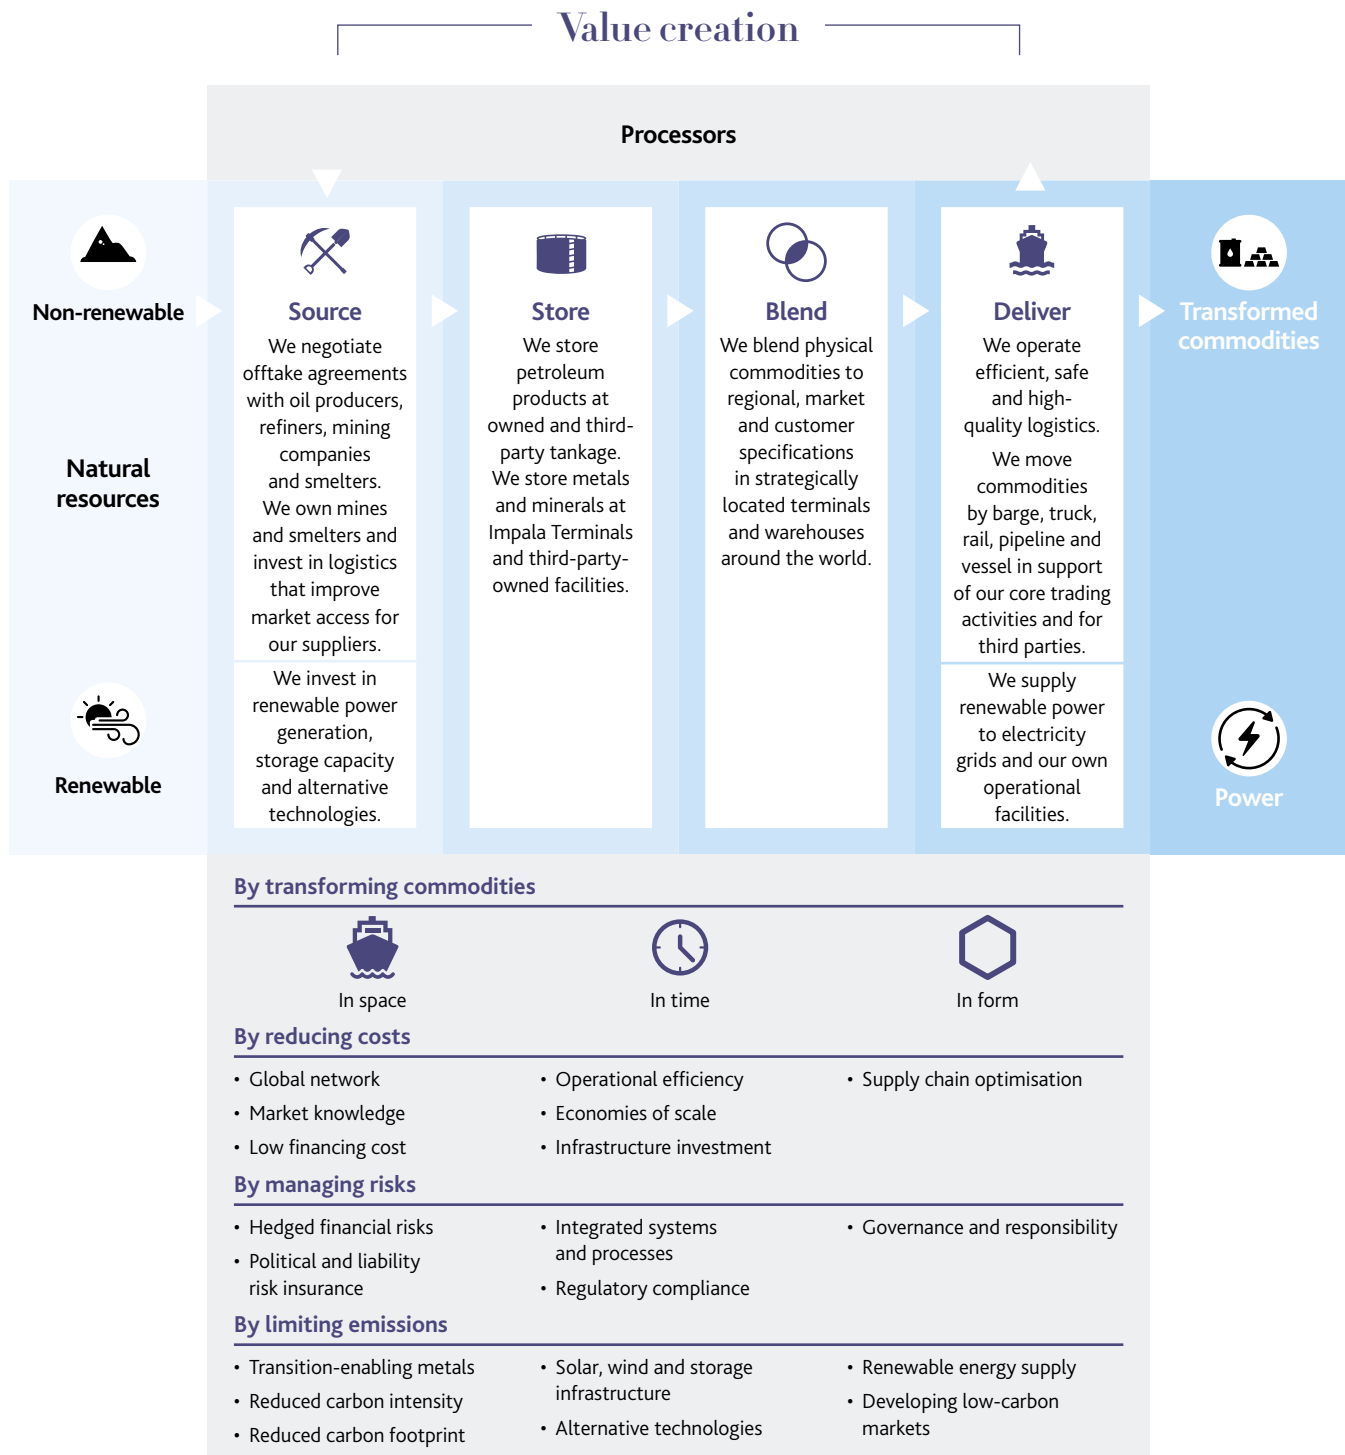 Value creation
Processors
Non-renewable
Natural
resources
Renewable
Source
We negotiate
offtake agreements
with oil producers,
refiners, mining
companies
and smelters.
We own mines
and smelters and
invest in logistics
that improve
market access for
our suppliers.
We invest in
renewable power
generation,
storage capacity
and alternative
technologies.
Store
We store
petroleum
products at
owned and third-
party tankage.
We store metals
and minerals at
Impala Terminals
and third-party-
owned facilities.
Blend
We blend physical
commodities to
regional, market
and customer
specifications
in strategically
located terminals
and warehouses
around the world.
Deliver
We operate
efficient, safe
and high-
quality logistics.
We move
commodities
by barge, truck,
rail, pipeline and
vessel in support
of our core trading
activities and for
third parties.
We supply
renewable power
to electricity
grids and our own
operational
facilities.
Transformed
commodities
Power
By transforming commodities
In space
In time
In form
By reducing costs
• Global network
• Market knowledge
• Low financing cost
• Operational efficiency
• Economies of scale
• Infrastructure investment
• Supply chain optimisation
By managing risks
• Hedged financial risks
• Political and liability
risk insurance
• Integrated systems
and processes
• Regulatory compliance
• Governance and responsibility
By limiting emissions
• Transition-enabling metals
• Reduced carbon intensity
• Reduced carbon footprint
• Solar, wind and storage
infrastructure
• Alternative technologies
• Renewable energy supply
• Developing low-carbon
markets